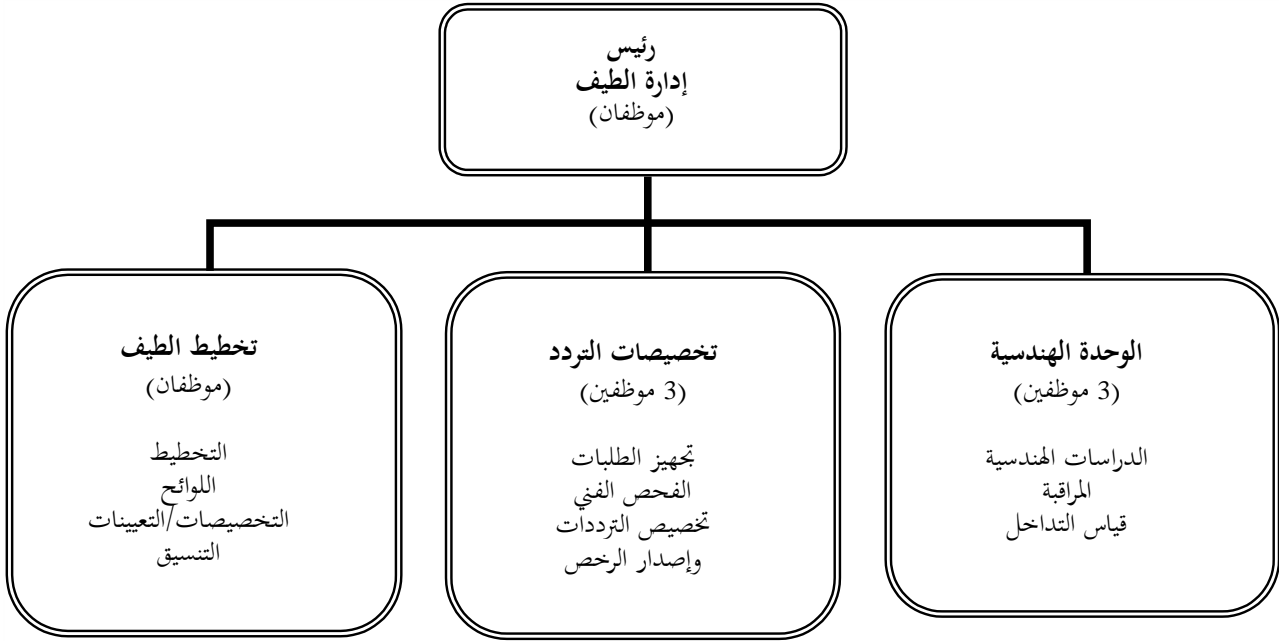 رئيس
إدارة الطيف
(موظفان)
الوحدة الهندسية
(3 موظفين)
الدراسات الهندسية
المراقبة
قياس التداخل
تخصيصات التردد
(3 موظفين)
تجهيز الطلبات
الفحص الفني
تخصيص الترددات
وإصدار الرخص
تخطيط الطيف
(موظفان)
التخطيط
اللوائح
التخصيصات/التعيينات
التنسيق